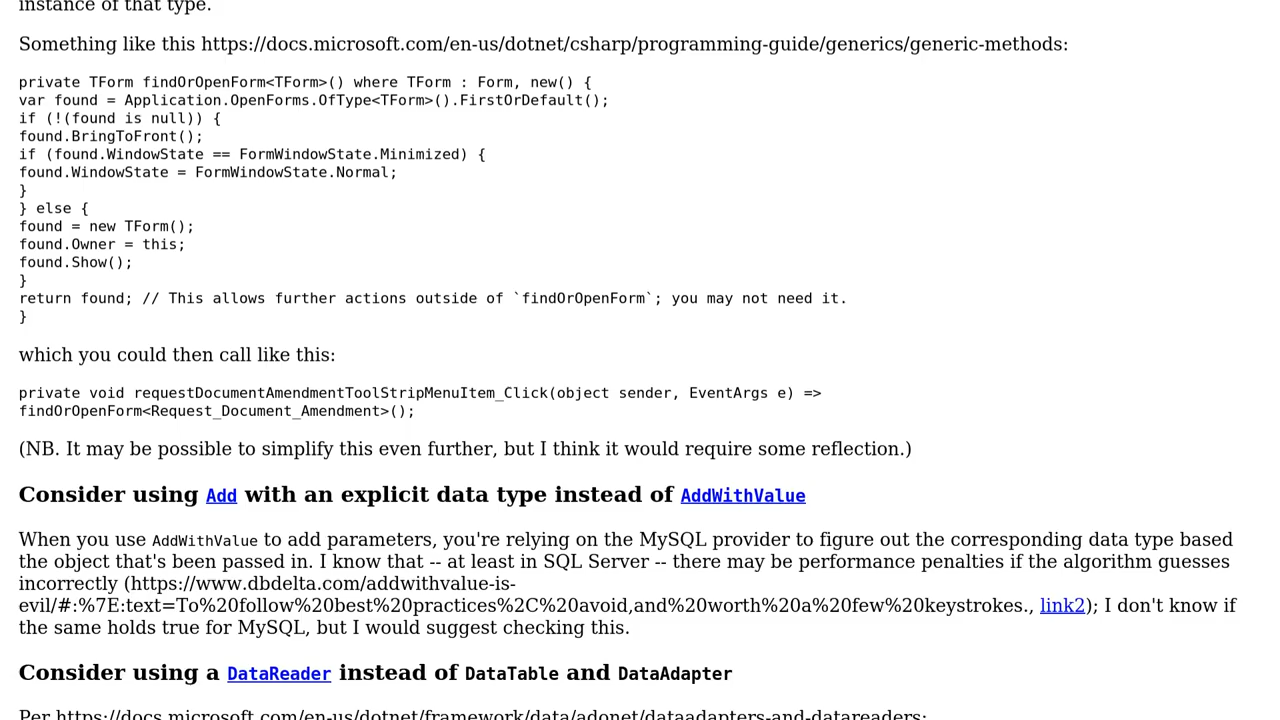 instance of that type.
Something like this https://docs.microsoft.com/en-us/dotnet/csharp/programming-guide/generics/generic-methods:
private TForm findOrOpenForm<TForm>() where TForm : Form, new() {
var found = Application.OpenForms.OfType<TForm>().FirstOrDefault();
if (!(found is null)) {
found.BringToFront();
if (found.WindowState == FormWindowState.Minimized) {
found.WindowState = FormWindowState.Normal;
}
} else {
found = new TForm();
found.Owner = this;
found.Show();
}
return found; // This allows further actions outside of `findOrOpenForm`; you may not need it.
}
which you could then call like this:
private void requestDocumentAmendmentToolStripMenuItem_Click(object sender, EventArgs e) =>
findOrOpenForm<Request_Document_Amendment>();
(NB. It may be possible to simplify this even further, but I think it would require some reflection.)
Consider using Add with an explicit data type instead of AddWithValue
When you use AddWithValue to add parameters, you're relying on the MySQL provider to figure out the corresponding data type based
the object that's been passed in. I know that -- at least in SQL Server -- there may be performance penalties if the algorithm guesses
incorrectly (https://www.dbdelta.com/addwithvalue-is-
evil/#:%7E:text=To%20follow%20best%20practices%2C%20avoid,and%20worth%20a%20few%20keystrokes., link2); I don't know if
the same holds true for MySQL, but I would suggest checking this.
Consider using a DataReader instead of DataTable and DataAdapter
Per https://docs.microsoft.com/en-us/dotnet/framework/data/adonet/dataadapters-and-datareaders: